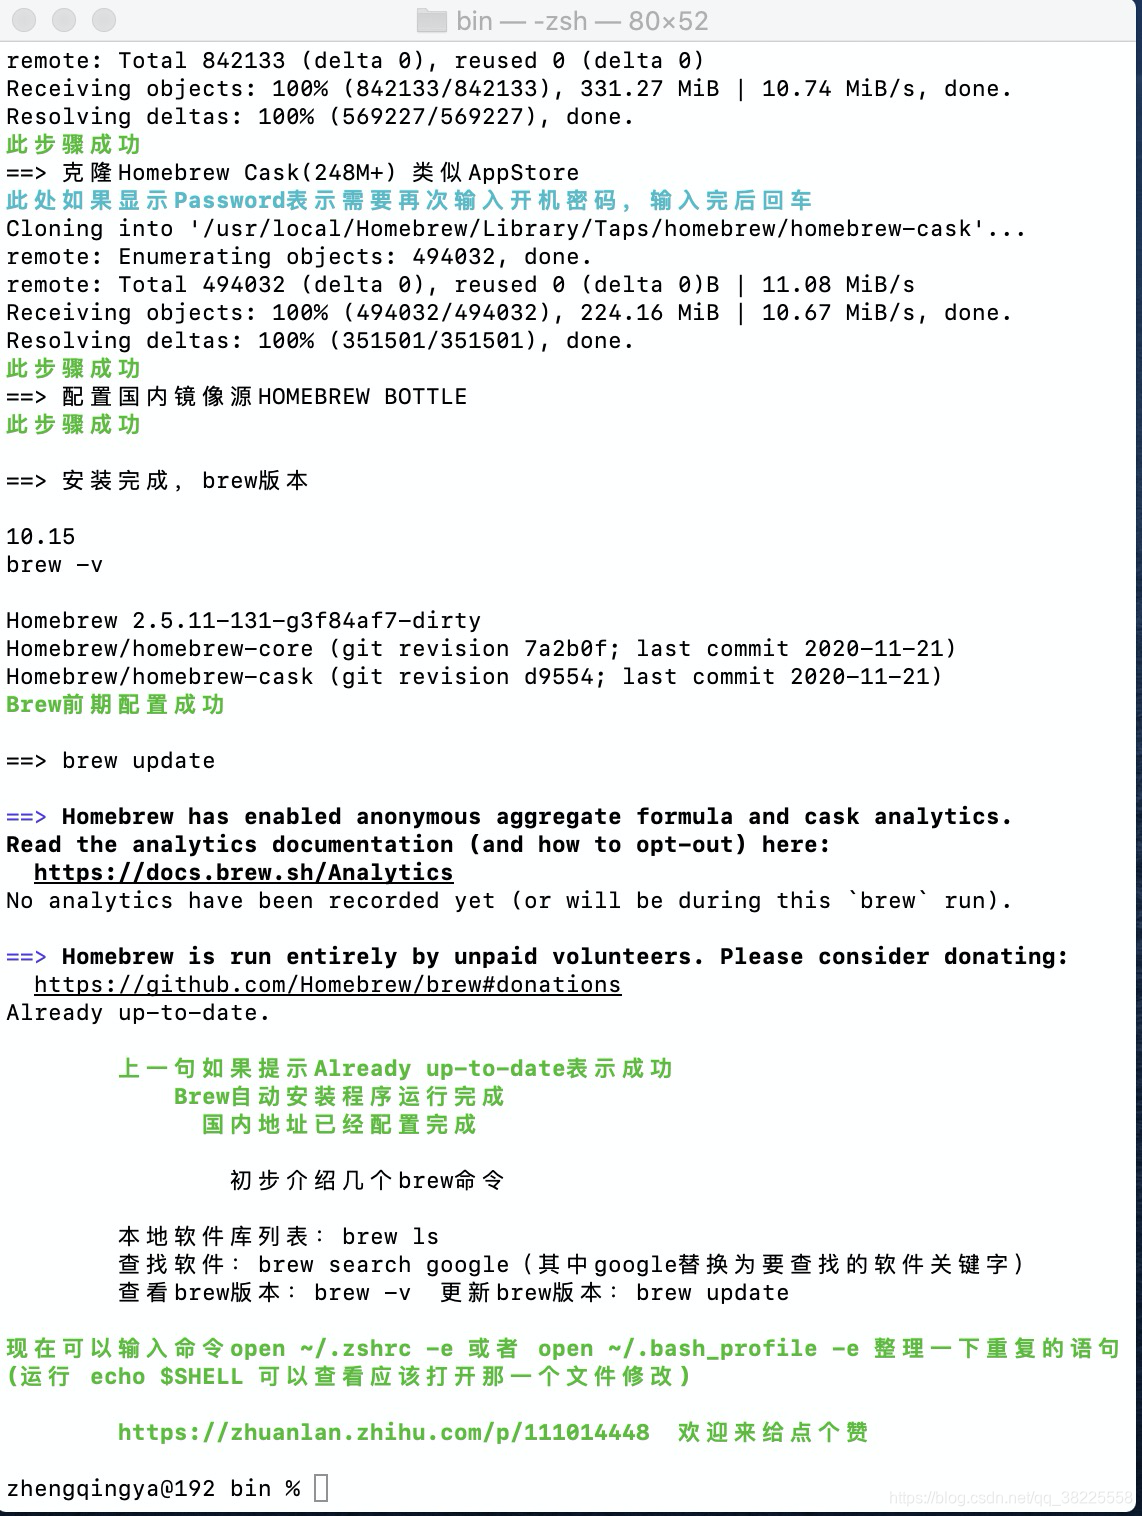 bin — -zsh — 80×52
remote: Total 842133 (delta 0), reused 0 (delta 0)
Receiving objects: 100% (842133/842133), 331.27 MiB | 10.74 MiB/s, done.
Resolving deltas: 100% (569227/569227), done.
此步骤成功
==> 克隆Homebrew Cask(248M+) 类似AppStore
此处如果显示Password表示需要再次输入开机密码，输入完后回车
Cloning into '/usr/local/Homebrew/Library/Taps/homebrew/homebrew-cask'...
remote: Enumerating objects: 494032, done.
remote: Total 494032 (delta 0), reused 0 (delta 0)B | 11.08 MiB/s
Receiving objects: 100% (494032/494032), 224.16 MiB | 10.67 MiB/s, done.
Resolving deltas: 100% (351501/351501), done.
此步骤成功
==> 配置国内镜像源HOMEBREW BOTTLE
此步骤成功
==> 安装完成，brew版本
10.15
brew -v
Homebrew 2.5.11-131-g3f84af7-dirty
Homebrew/homebrew-core (git revision 7a2b0f; last commit 2020-11-21)
Homebrew/homebrew-cask (git revision d9554; last commit 2020-11-21)
Brew前期配置成功
==> brew update
==> Homebrew has enabled anonymous aggregate formula and cask analytics.
Read the analytics documentation (and how to opt-out) here:
https://docs.brew.sh/Analytics
No analytics have been recorded yet (or will be during this `brew` run).
==> Homebrew is run entirely by unpaid volunteers. Please consider donating:
https://github.com/Homebrew/brew#donations
Already up-to-date.
上一句如果提示Already up-to-date表示成功
Brew自动安装程序运行完成
国内地址已经配置完成
初步介绍几个brew命令
本地软件库列表：brew ls
查找软件：brew search google（其中google替换为要查找的软件关键字）
查看brew版本：brew -v 更新brew版本：brew update
现在可以输入命令open ~/.zshrc -e 或者 open ~/.bash_profile -e 整理一下重复的语句
(运行 echo $SHELL 可以查看应该打开那一个文件修改)
https://zhuanlan.zhihu.com/p/111014448 欢迎来给点个赞
zhengqingya@192 bin %
https://blog.csdn.net/qq_38225558